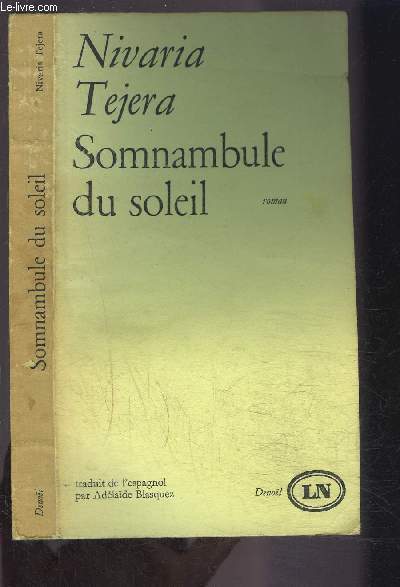 Le-livre.com
Nivaria Tejera
Somnambule du soleil
Denoël
Nivaria
Tejera
Somnambule
du soleil
roman
traduit de l'espagnol
par Adélaïde Blasquez
Denoël
LN